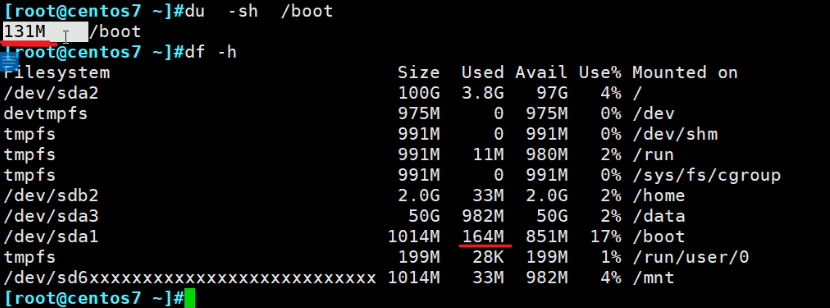 [root@centos7 ~]#du  -sh  /boot
131M    /boot
[root@centos7 ~]#df -h
Filesystem                          Size  Used Avail Use% Mounted on
/dev/sda2                           100G  3.8G   97G   4% /
devtmpfs                            975M     0  975M   0% /dev
tmpfs                               991M     0  991M   0% /dev/shm
tmpfs                               991M   11M  980M   2% /run
tmpfs                               991M     0  991M   0% /sys/fs/cgroup
/dev/sdb2                           2.0G   33M  2.0G   2% /home
/dev/sda3                            50G  982M   50G   2% /data
/dev/sda1                          1014M  164M  851M  17% /boot
tmpfs                               199M   28K  199M   1% /run/user/0
/dev/sd6xxxxxxxxxxxxxxxxxxxxxxxxxxx 1014M   33M  982M   4% /mnt
[root@centos7 ~]#